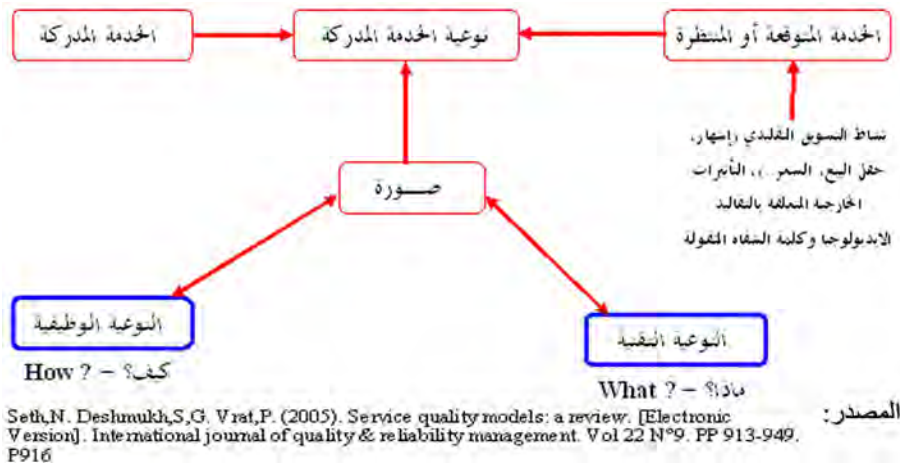 الخدمة المتوقعة أو المنتظرة
نوعية الخدمة المدركة
الخدمة المدركة
نشاط التسويق التقليدي (إشهار،
حقل البيع، السعر..)، التأثيرات
الخارجية المتعلقة بالتقاليد
الايديولوجيا وكلمة الشفاه المنقولة
صـــورة
النوعية التقنية
ماذا؟ – ? What
النوعية الوظيفية
كيف؟ – ? How
المصدر:
Seth,N. Deshmukh,S,G. Vrat,P. (2005). Service quality models: a review. [Electronic
Version]. International journal of quality & reliability management. Vol 22 N°9. PP 913-949.
P916